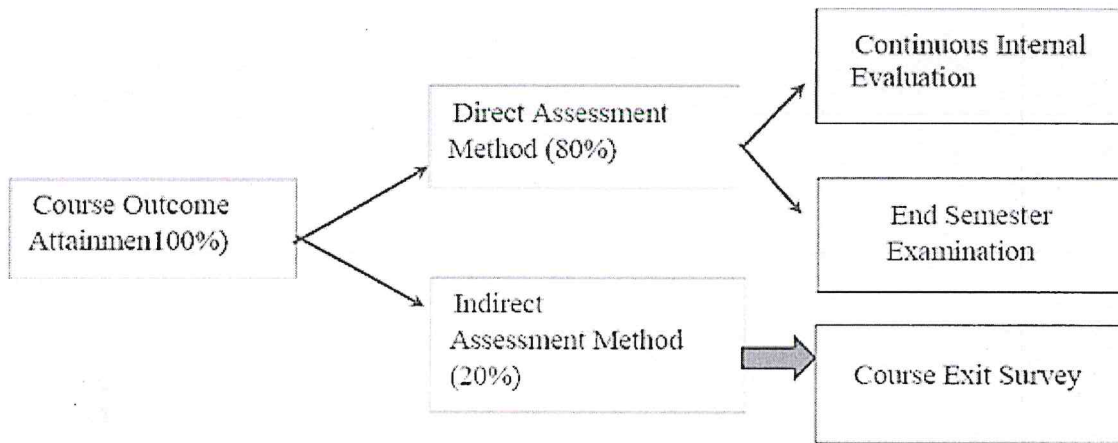 Course Outcome
Attainmen100%)
Direct Assessment
Method (80%)
Indirect
Assessment Method
(20%)
Continuous Internal
Evaluation
End Semester
Examination
Course Exit Survey